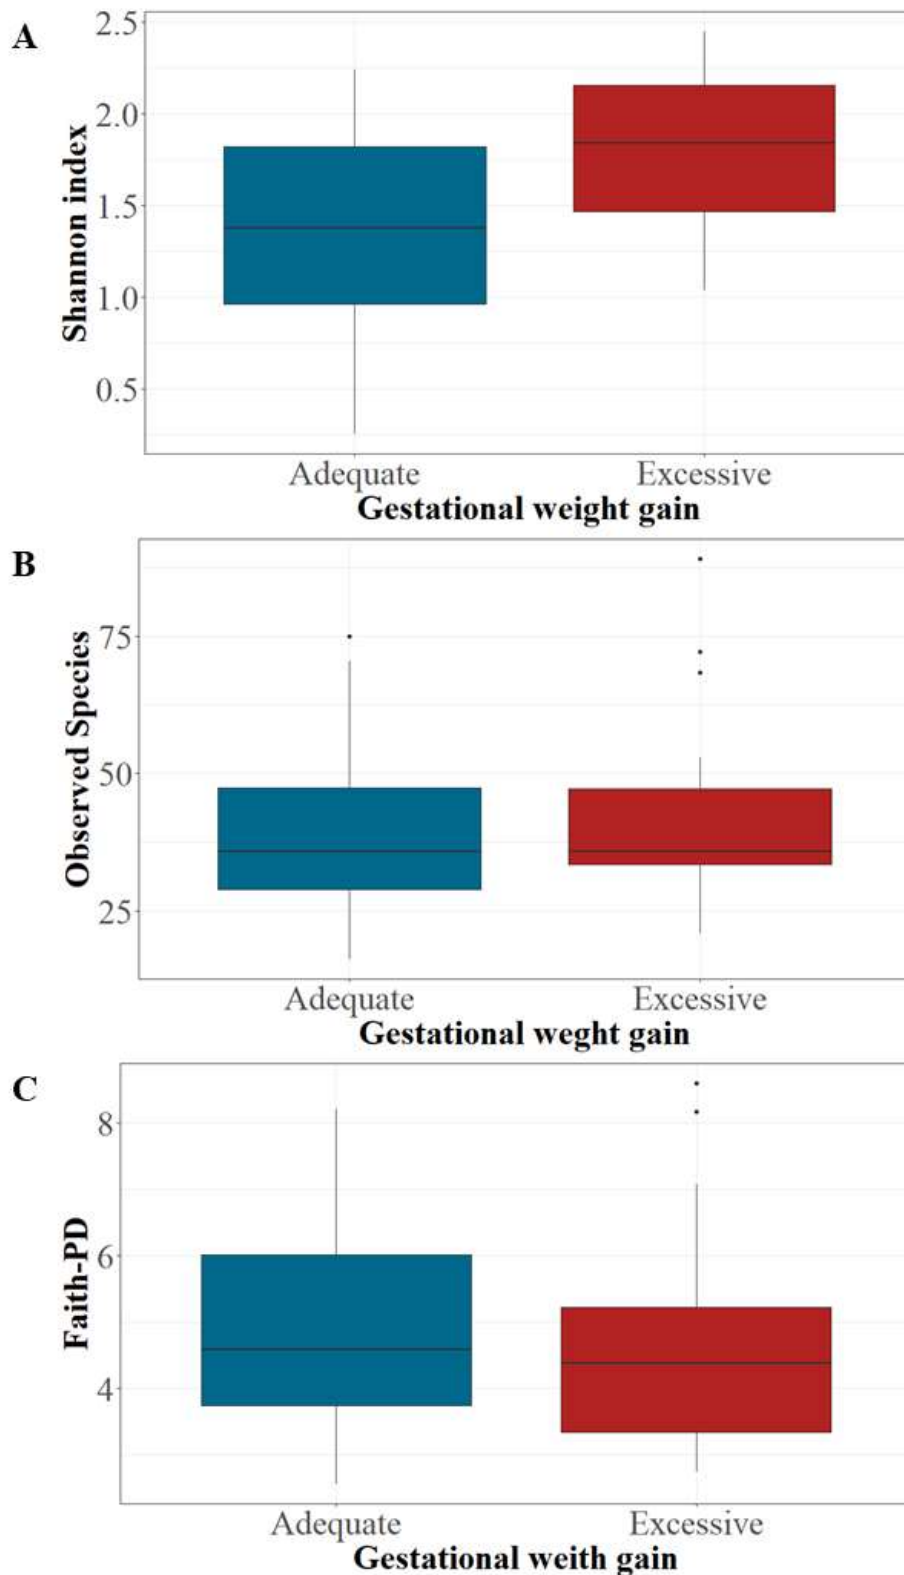 A
Shannon index
2.5
2.0
1.5
1.0
0.5
Adequate Excessive
Gestational weight gain
B
Observed Species
75
50
25
Adequate Excessive
Gestational weght gain
C
Faith-PD
8
6
4
Adequate Excessive
Gestational weith gain